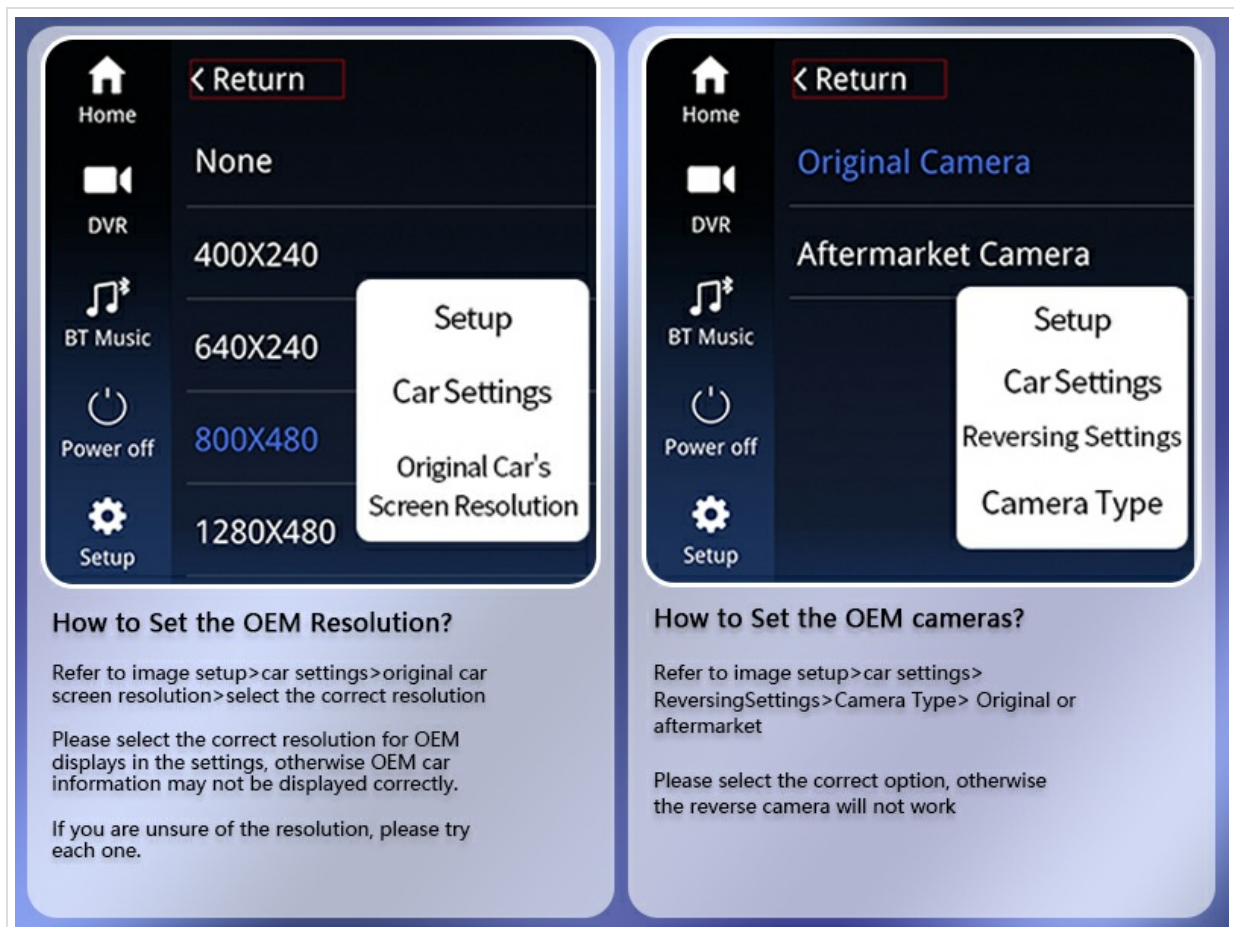 Home
DVR
BT Music
Power off
Setup
< Return
None
400X240
640X240
800X480
1280X480
Setup
Car Settings
Original Car's
Screen Resolution
How to Set the OEM Resolution?
Refer to image setup>car settings>original car
screen resolution>select the correct resolution
Please select the correct resolution for OEM
displays in the settings, otherwise OEM car
information may not be displayed correctly.
If you are unsure of the resolution, please try
each one.
Home
DVR
BT Music
Power off
Setup
< Return
Original Camera
Aftermarket Camera
Setup
Car Settings
Reversing Settings
Camera Type
How to Set the OEM cameras?
Refer to image setup>car settings>
ReversingSettings>Camera Type> Original or
aftermarket
Please select the correct option, otherwise
the reverse camera will not work